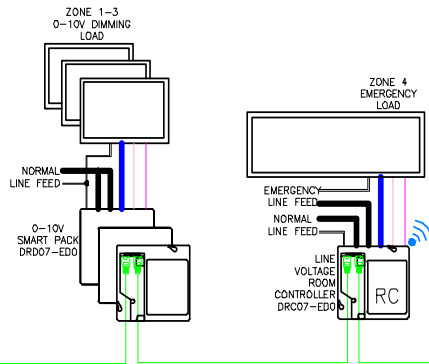 ZONE 1-3
0-10V DIMMING
LOAD
NORMAL
LINE FEED
0-10V
SMART PACK
DRD07-ED0
ZONE 4
EMERGENCY
LOAD
EMERGENCY
LINE FEED
NORMAL
LINE FEED
LINE
VOLTAGE
ROOM
CONTROLLER
DRC07-ED0
RC